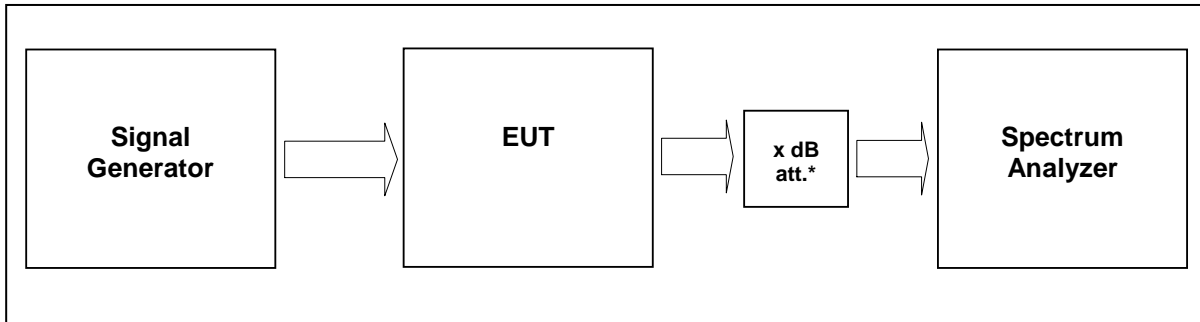 Signal
Generator
EUT
x dB
att.*
Spectrum
Analyzer